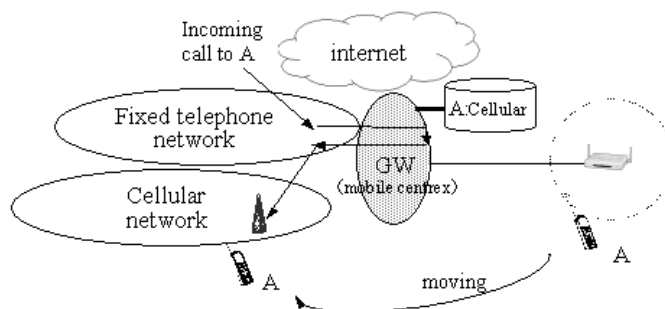 Incoming
call to A
internet
A:Cellular
Fixed telephone
network
GW
(mobile centrex)
Cellular
network
A
A
moving